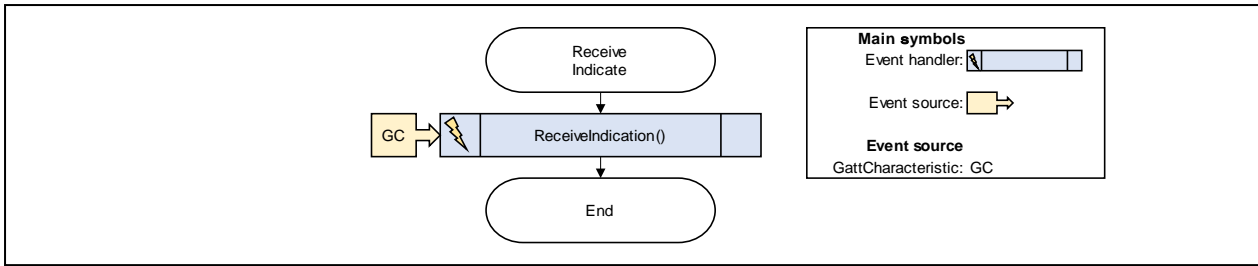 Receive
Indicate
GC
ReceiveIndication()
End
Main symbols
Event handler:
Event source:
Event source
GattCharacteristic: GC